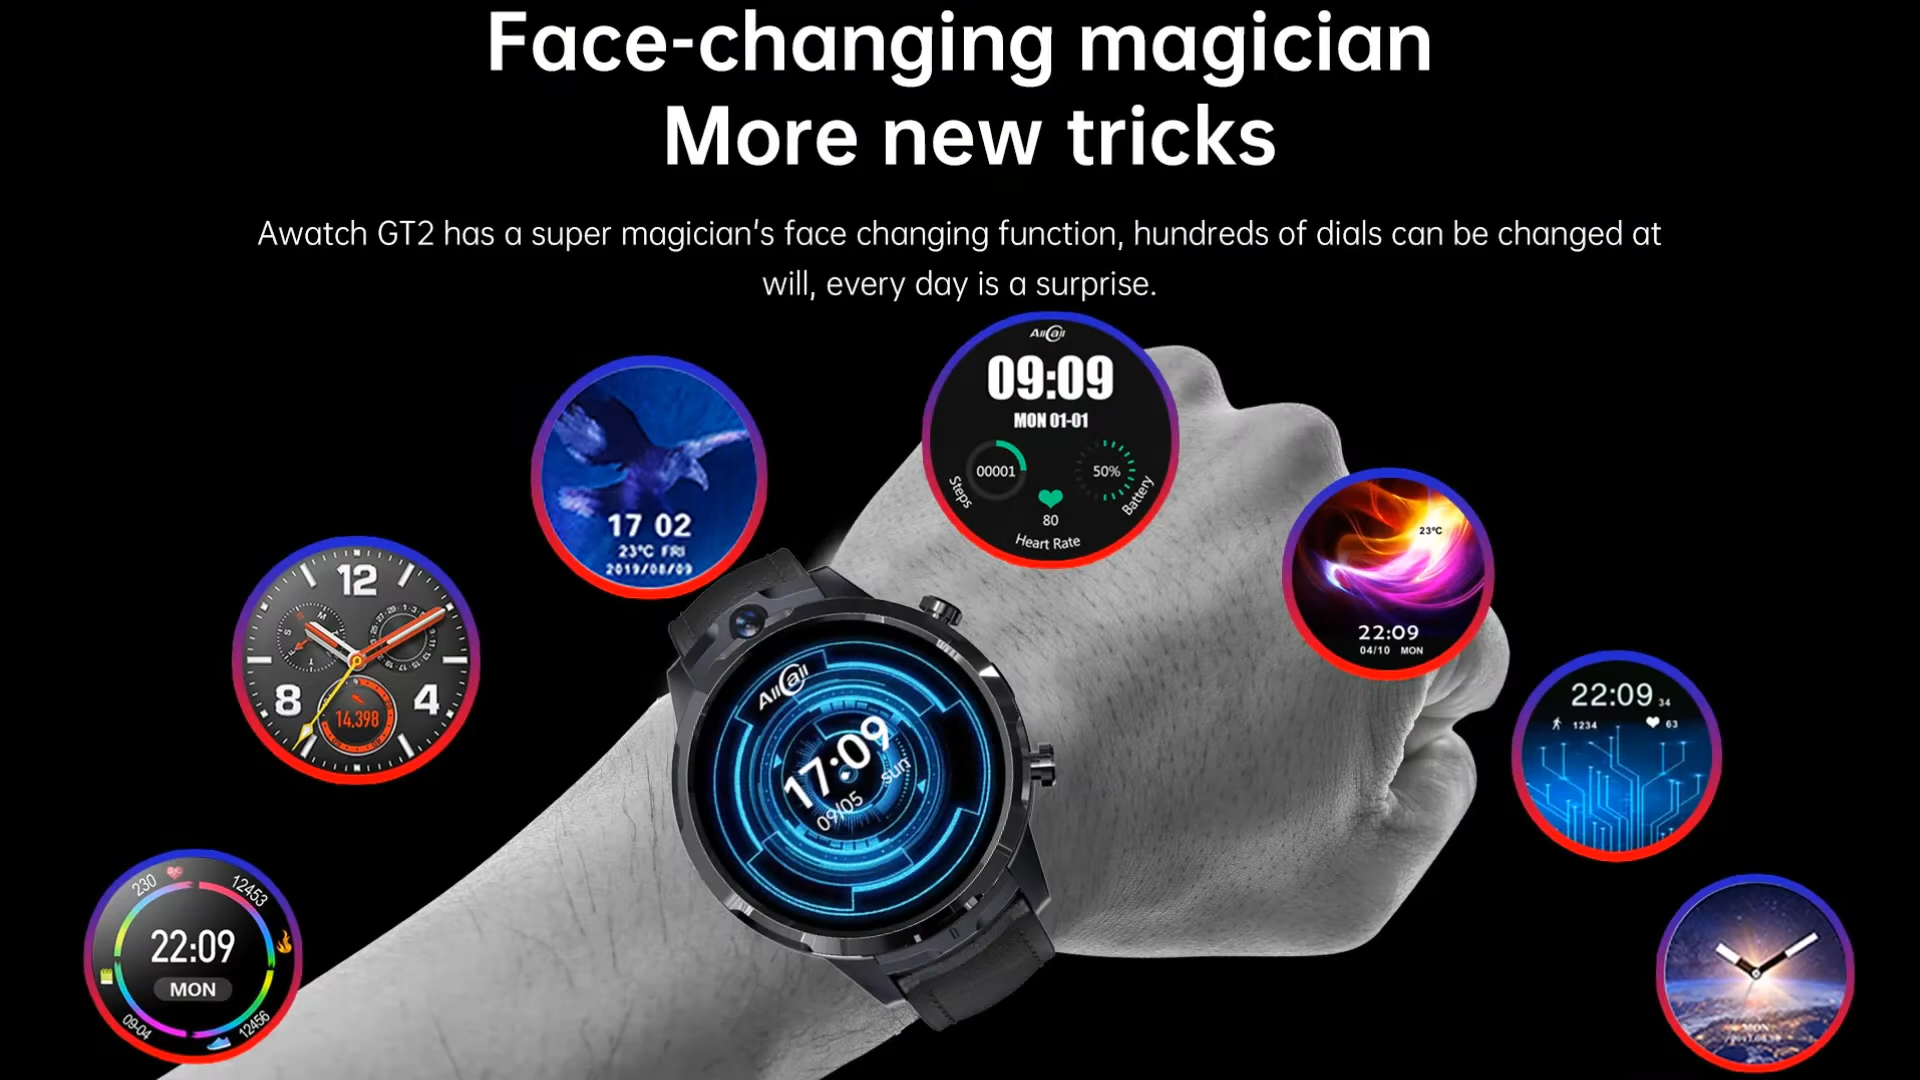 Face-changing magician
More new tricks
Awatch GT2 has a super magician's face changing function, hundreds of dials can be changed at
will, every day is a surprise.
AllCall
09:09
MON 01-01
00001
50%
Steps
Battery
80
Heart Rate
17 02
23°C FRI
2019/08/09
23°C
22:09
04/10 MON
12
8
4
14,398
AllCall
17:09
sun
09/05
22:09 34
1234
63
230
12453
22:09
MON
09-04
12456
MON